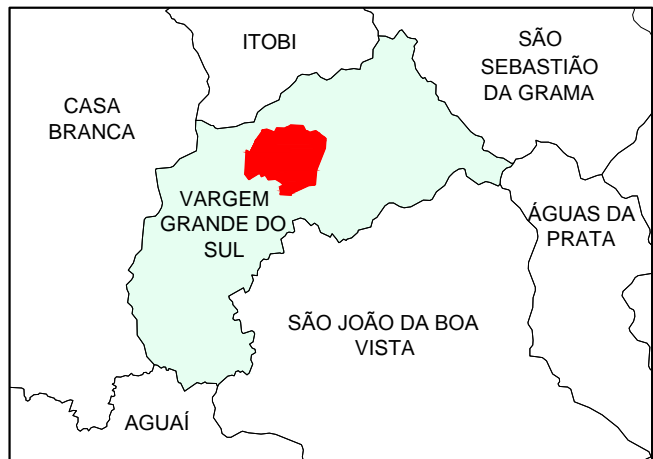 ITOBI
SÃO
SEBASTIÃO
DA GRAMA
CASA
BRANCA
VARGEM
GRANDE DO
SUL
ÁGUAS DA
PRATA
SÃO JOÃO DA BOA
VISTA
AGUAÍ